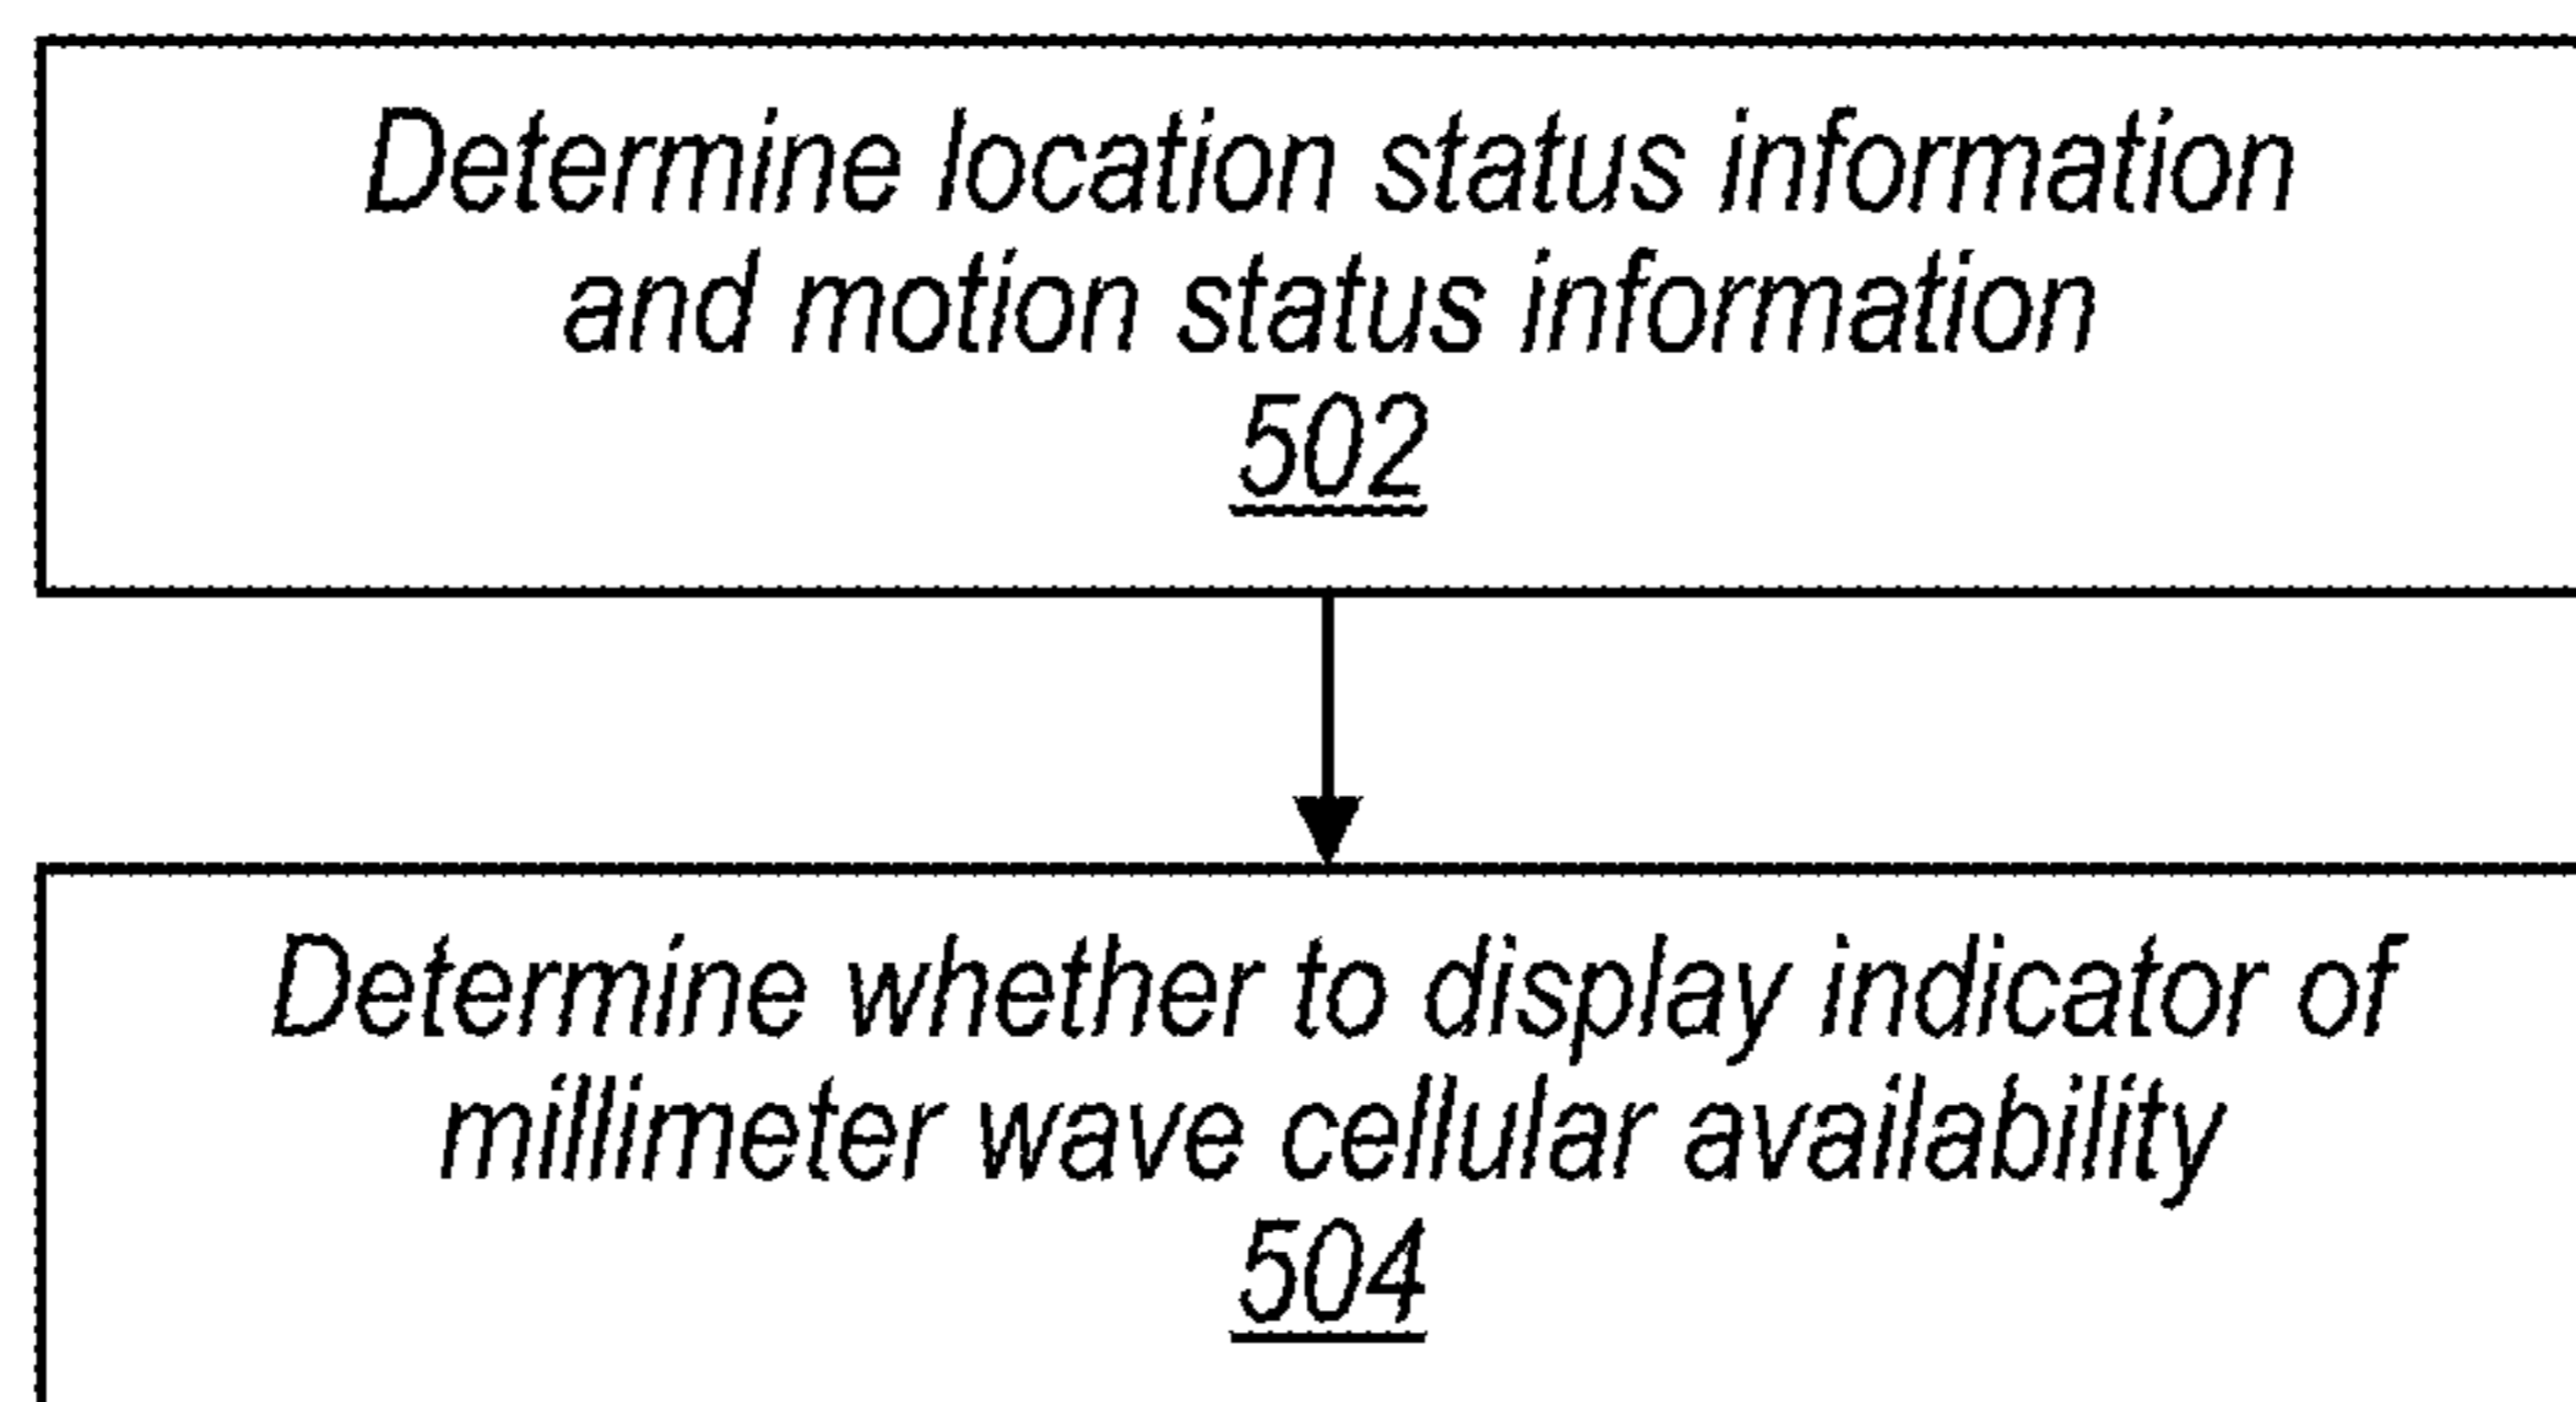 Determine location status information
and motion status information
502
Determine whether to display indicator of
millimeter wave cellular availability
504